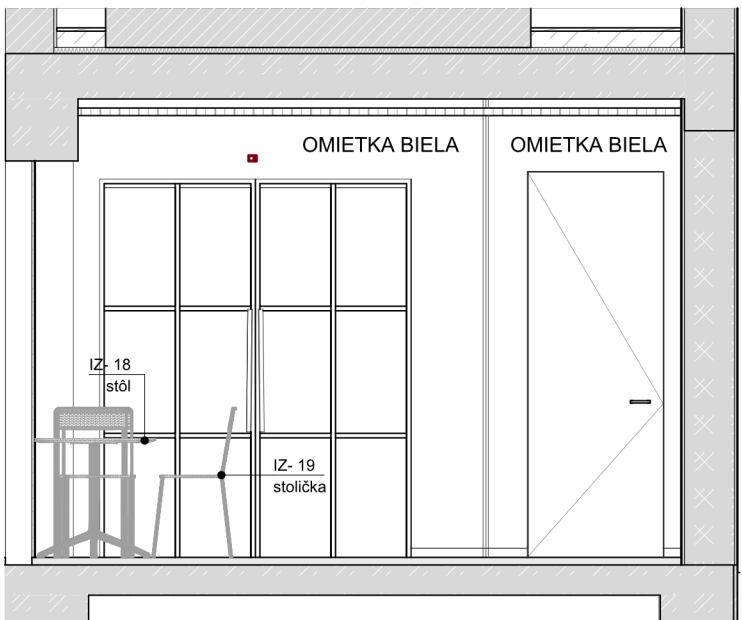 OMIETKA BIELA
OMIETKA BIELA
IZ- 18
stôl
IZ- 19
stolička